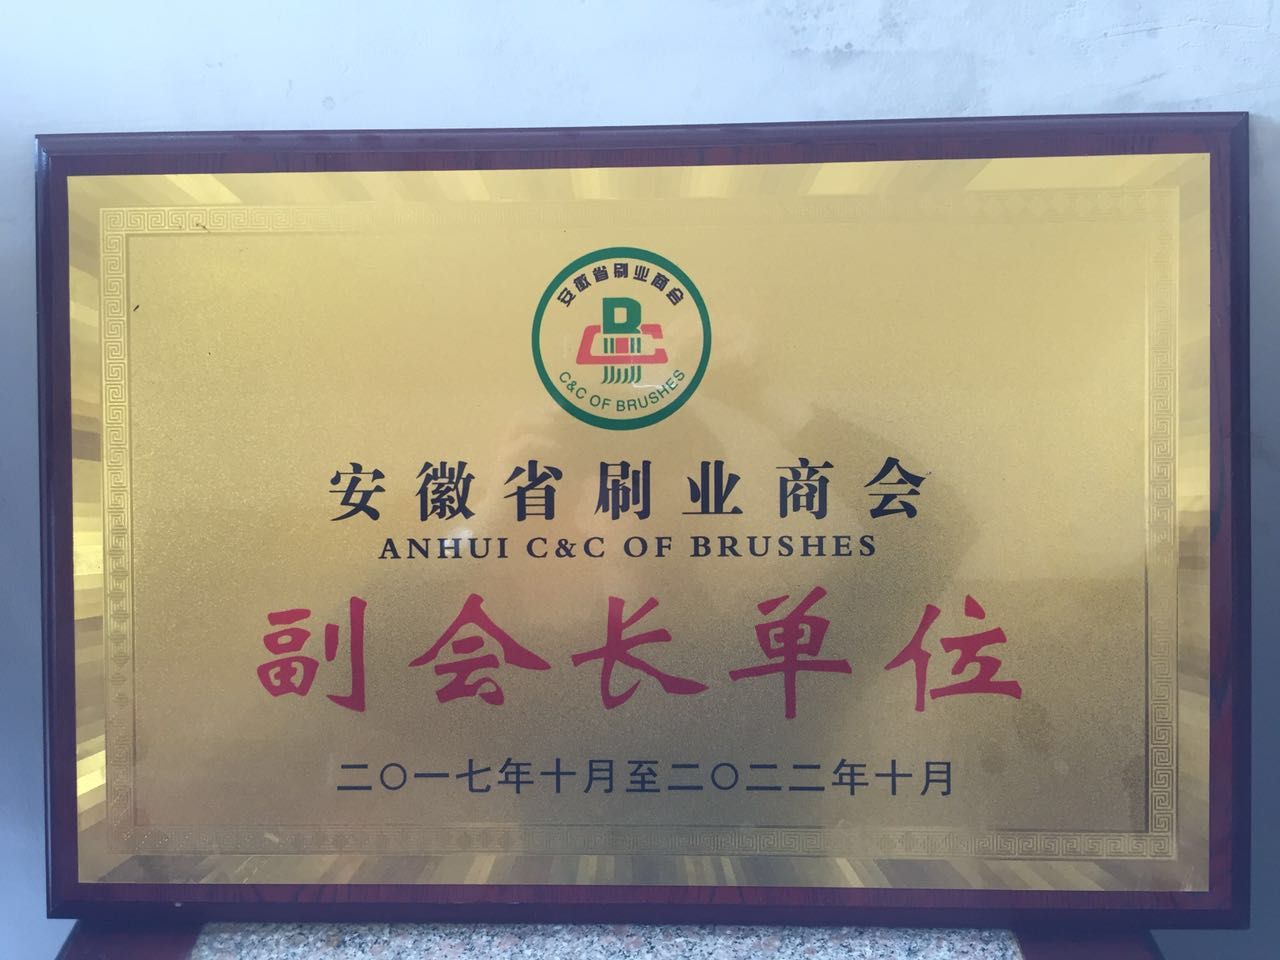 安徽省刷业商会
C&C OF BRUSHES
安徽省刷业商会
ANHUI C&C OF BRUSHES
副会长单位
二〇一七年十月至二〇二二年十月